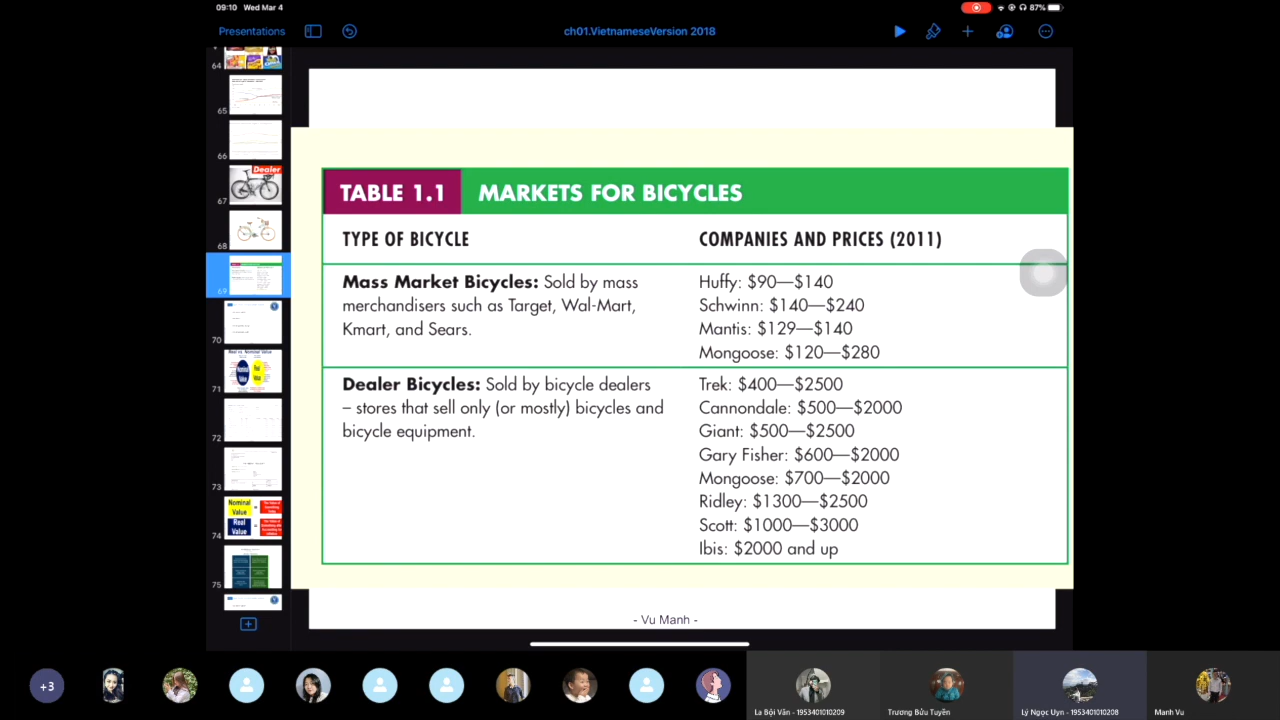 09:10 Wed Mar 4
87%
Presentations
ch01.VietnameseVersion 2018
64
65
66
Dealer
67
68
69
70
Real vs. Nominal Value
Nominal Value
Real Value
71
72
73
Nominal Value
=
Real Value
=
74
75
TABLE 1.1 MARKETS FOR BICYCLES
TYPE OF BICYCLE
COMPANIES AND PRICES (2011)
Mass Market Bicycles: Sold by mass
merchandisers such as Target, Wal-Mart,
Kmart, and Sears.
Huffy: $90—$140
Schwinn: $140—$240
Mantis: $129—$140
Mongoose: $120—$280
Dealer Bicycles: Sold by bicycle dealers
– stores that sell only (or mostly) bicycles and
bicycle equipment.
Trek: $400—$2500
Cannondale: $500—$2000
Giant: $500—$2500
Gary Fisher: $600—$2000
Mongoose: $700—$2000
Ridley: $1300—$2500
Scott: $1000—$3000
Ibis: $2000 and up
- Vu Manh -
+3
La Bội Vân - 1953401010209
Trương Bửu Tuyền
Lý Ngọc Uyn - 1953401010208
Manh Vu